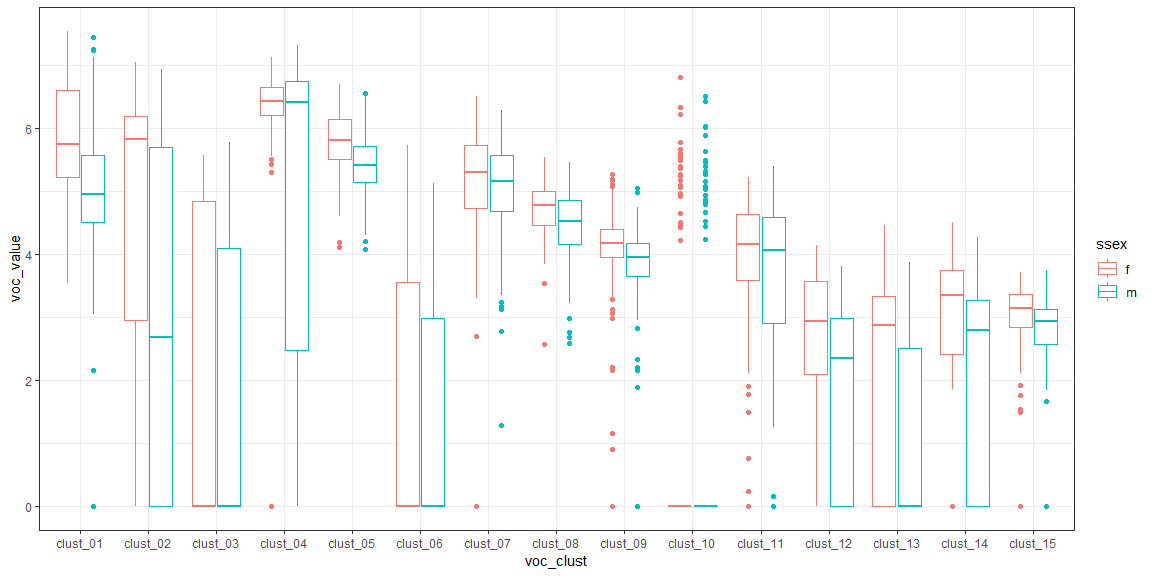 voc_value
6
4
2
0
clust_01 clust_02 clust_03 clust_04 clust_05 clust_06 clust_07 clust_08 clust_09 clust_10 clust_11 clust_12 clust_13 clust_14 clust_15
voc_clust
ssex
f
m